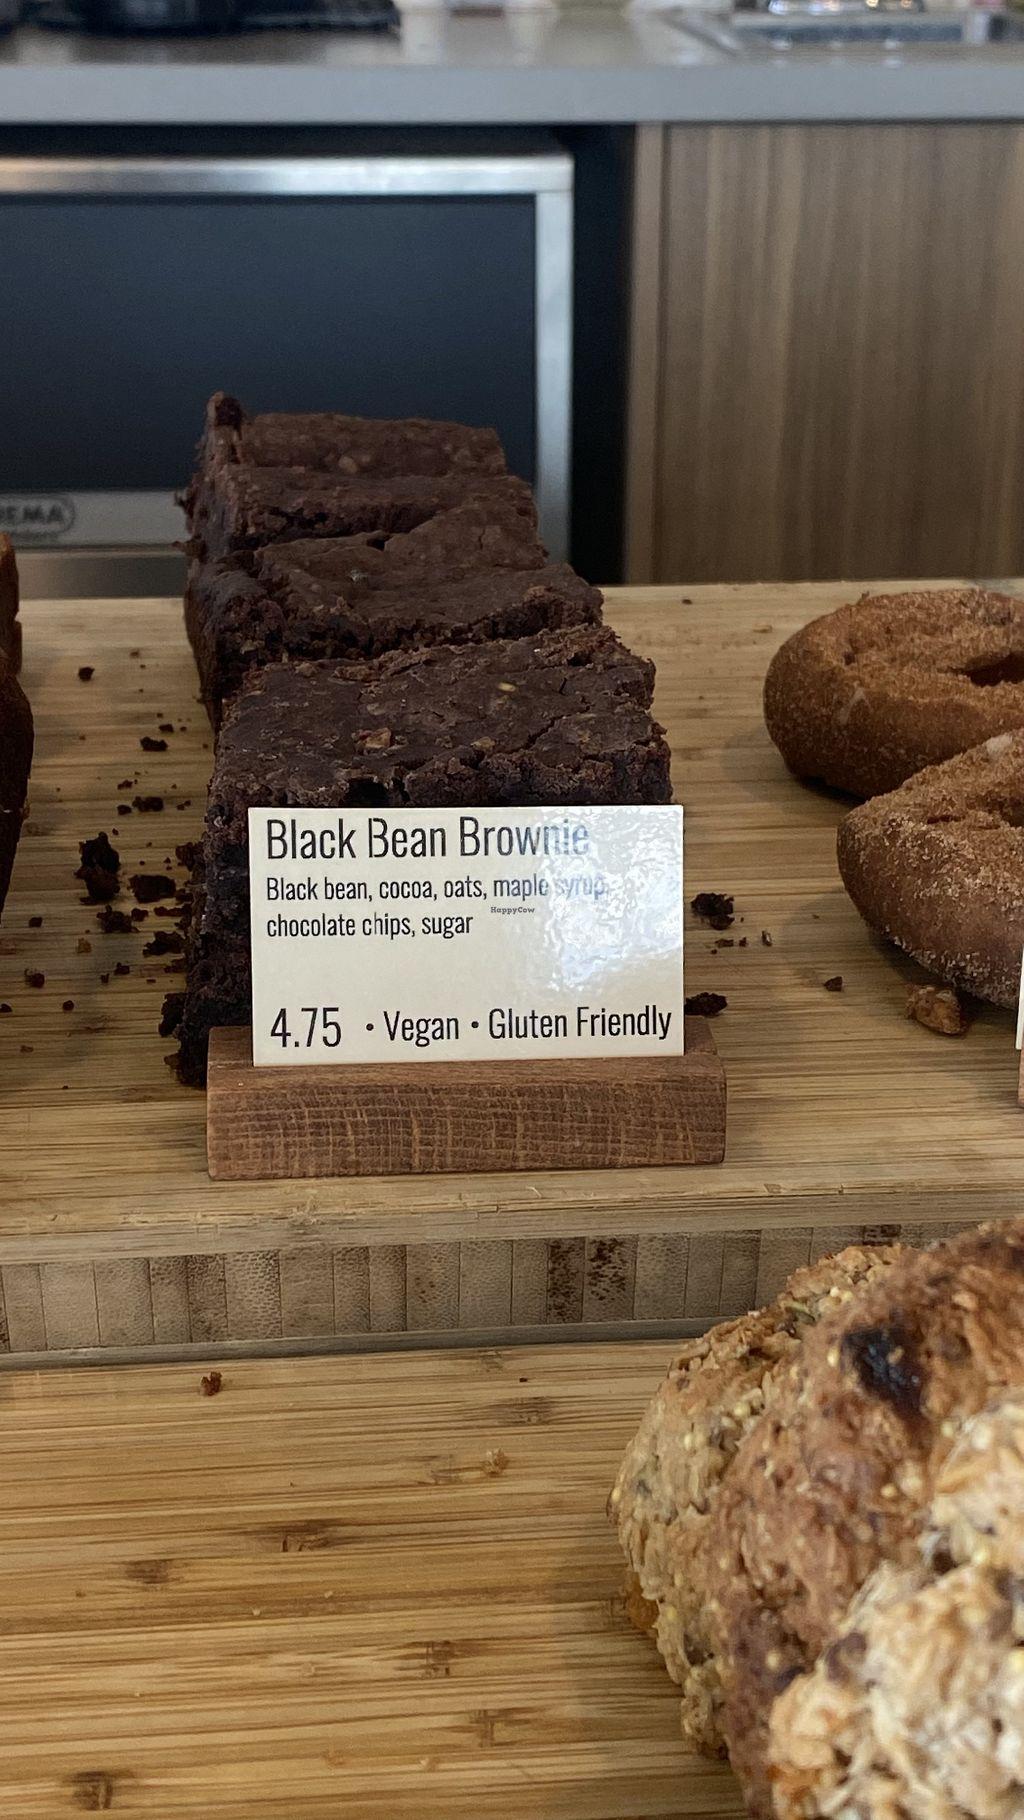 Black Bean Brownie
Black bean, cocoa, oats, maple syrup,
chocolate chips, sugar
HappyCow
4.75 • Vegan • Gluten Friendly